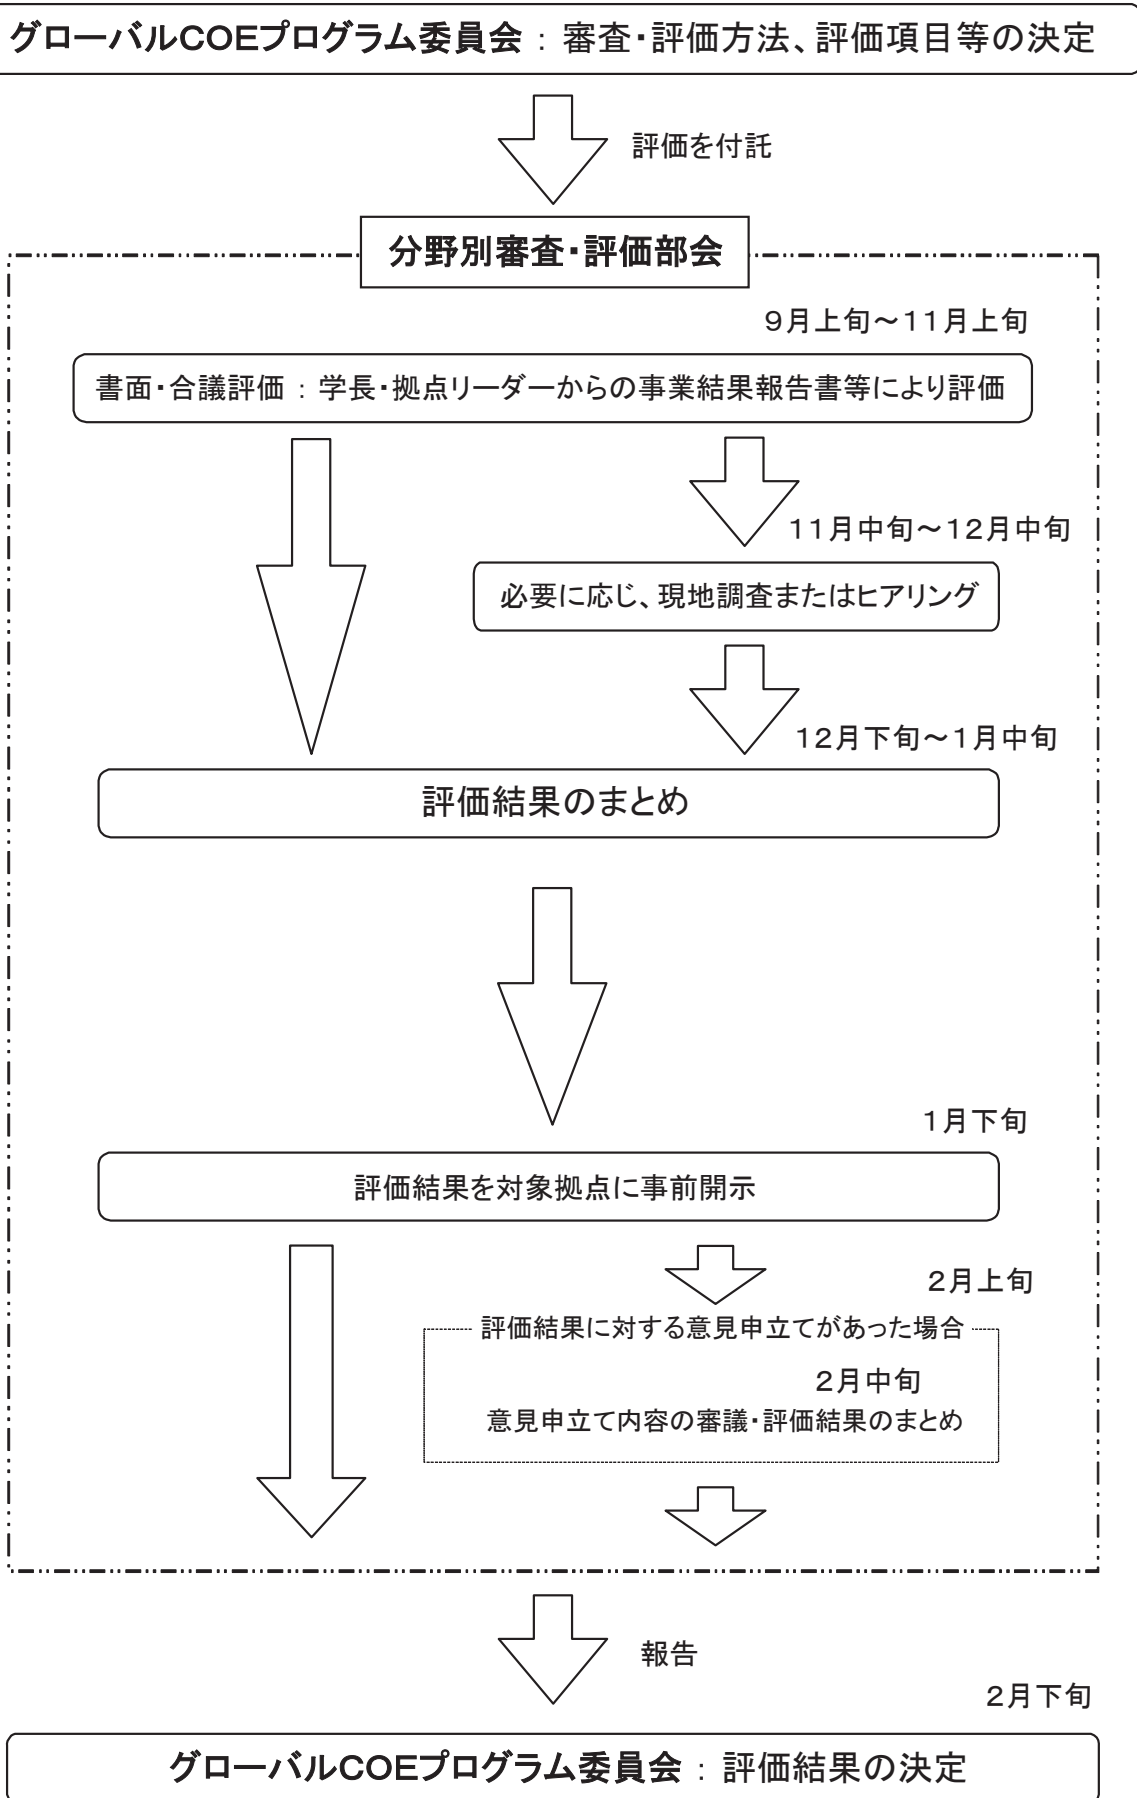 グローバルCOEプログラム委員会 : 審査・評価方法、評価項目等の決定
評価を付託
分野別審査・評価部会
9月上旬～11月上旬
書面・合議評価 : 学長・拠点リーダーからの事業結果報告書等により評価
11月中旬～12月中旬
必要に応じ、現地調査またはヒアリング
12月下旬～1月中旬
評価結果のまとめ
1月下旬
評価結果を対象拠点に事前開示
2月上旬
評価結果に対する意見申立てがあった場合
2月中旬
意見申立て内容の審議・評価結果のまとめ
報告
2月下旬
グローバルCOEプログラム委員会 : 評価結果の決定